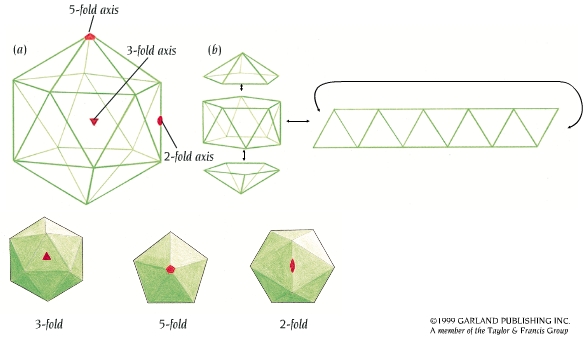 5-fold axis
(a)
3-fold axis
(b)
2-fold axis
3-fold
5-fold
2-fold
©1999 GARLAND PUBLISHING INC.
A member of the Taylor & Francis Group